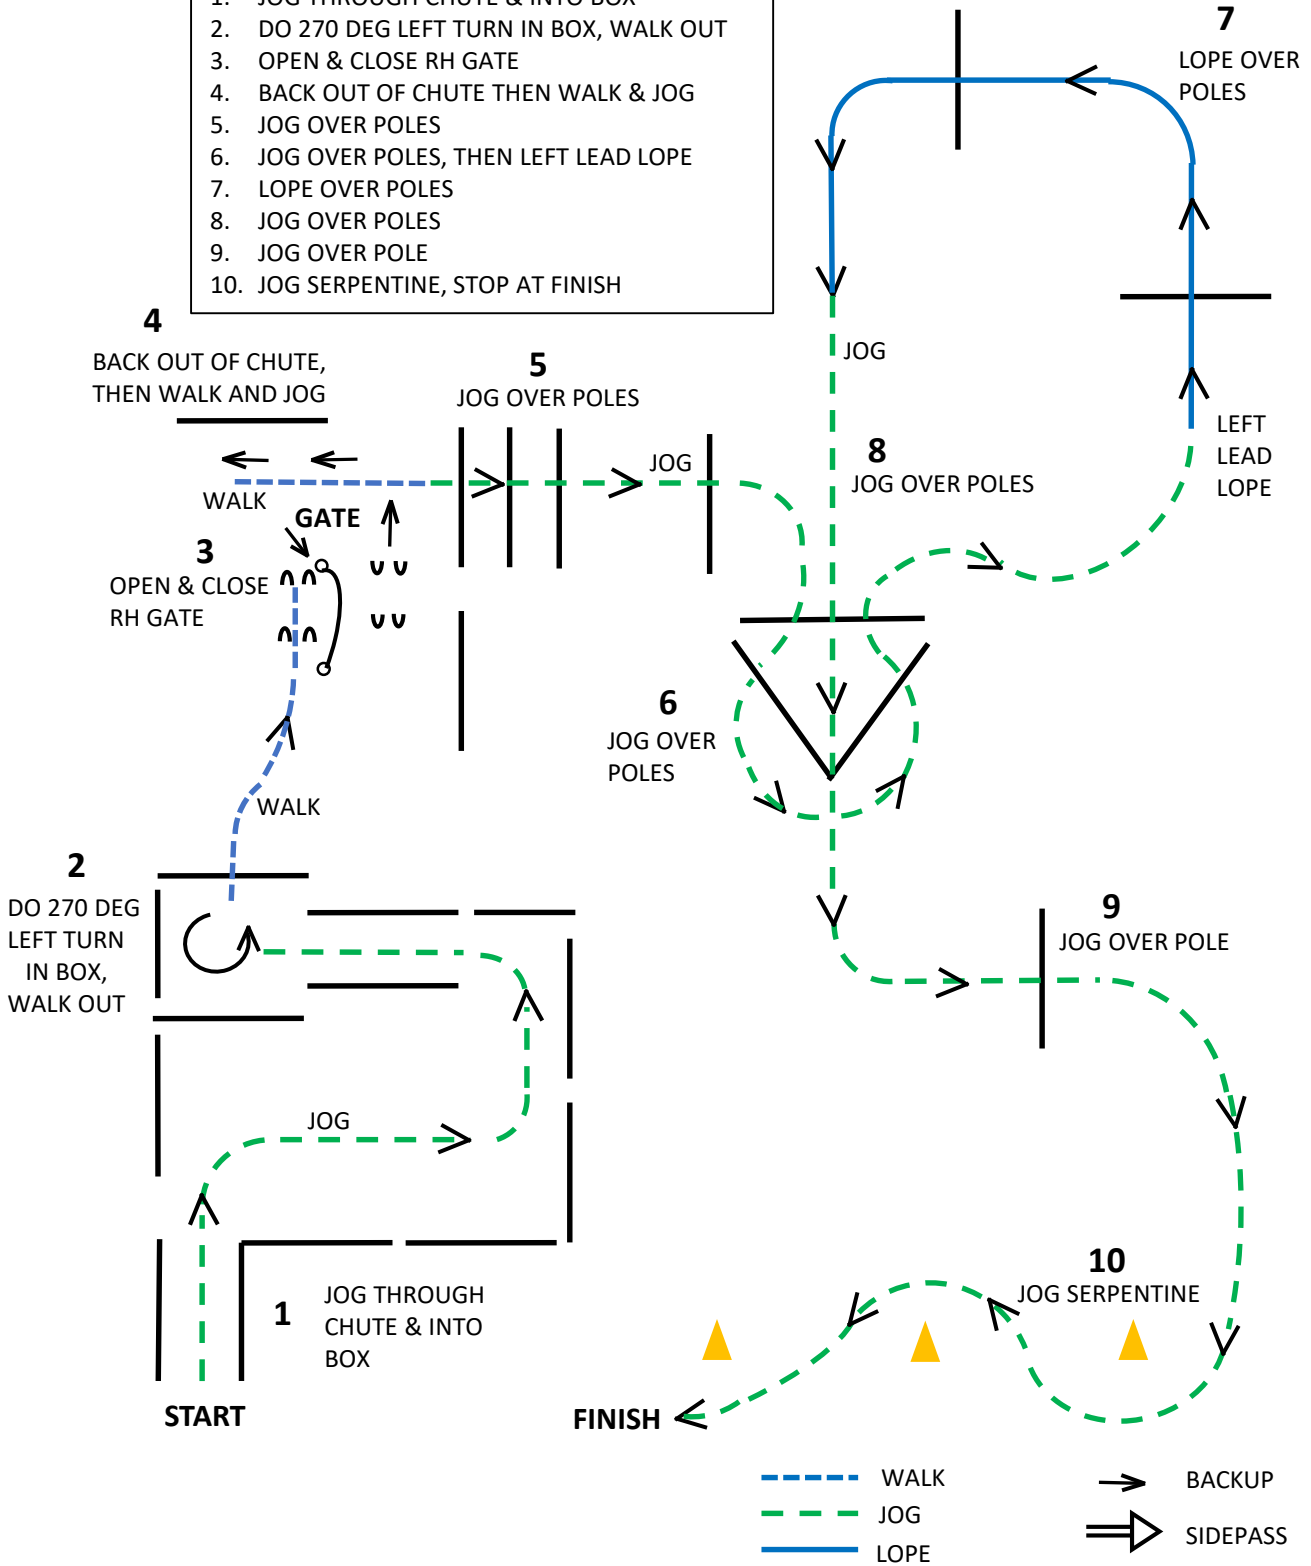 1. JOG THROUGH CHUTE & INTO BOX
2. DO 270 DEG LEFT TURN IN BOX, WALK OUT
3. OPEN & CLOSE RH GATE
4. BACK OUT OF CHUTE THEN WALK & JOG
5. JOG OVER POLES
6. JOG OVER POLES, THEN LEFT LEAD LOPE
7. LOPE OVER POLES
8. JOG OVER POLES
9. JOG OVER POLE
10. JOG SERPENTINE, STOP AT FINISH
7
LOPE OVER
POLES
4
BACK OUT OF CHUTE,
THEN WALK AND JOG
5
JOG OVER POLES
JOG
LEFT
LEAD
LOPE
8
JOG OVER POLES
JOG
WALK
GATE
3
OPEN & CLOSE
RH GATE
6
JOG OVER
POLES
WALK
2
DO 270 DEG
LEFT TURN
IN BOX,
WALK OUT
9
JOG OVER POLE
JOG
10
JOG SERPENTINE
1
JOG THROUGH
CHUTE & INTO
BOX
START
FINISH
WALK
JOG
LOPE
BACKUP
SIDEPASS